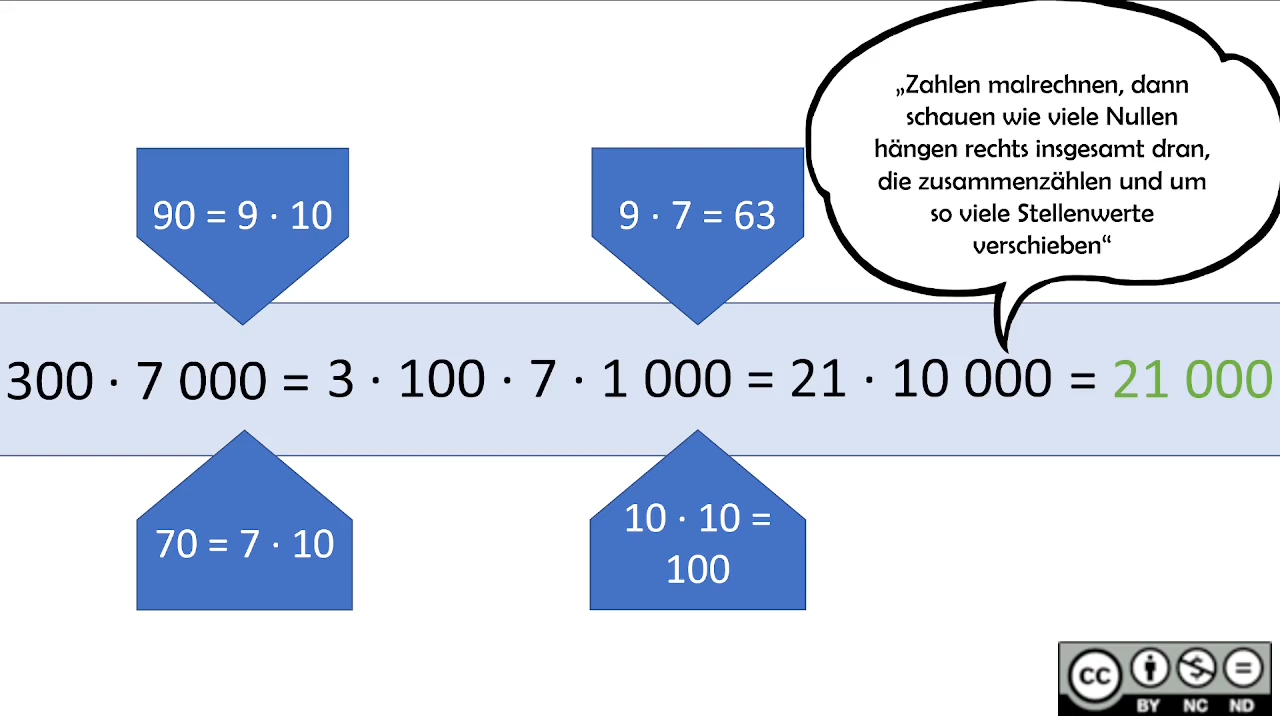 „Zahlen malrechnen, dann
schauen wie viele Nullen
hängen rechts insgesamt dran,
die zusammenzählen und um
so viele Stellenwerte
verschieben“
90 = 9 · 10
9 · 7 = 63
300 · 7 000 = 3 · 100 · 7 · 1 000 = 21 · 10 000 = 21 000
70 = 7 · 10
10 · 10 =
100
CC
BY NC ND